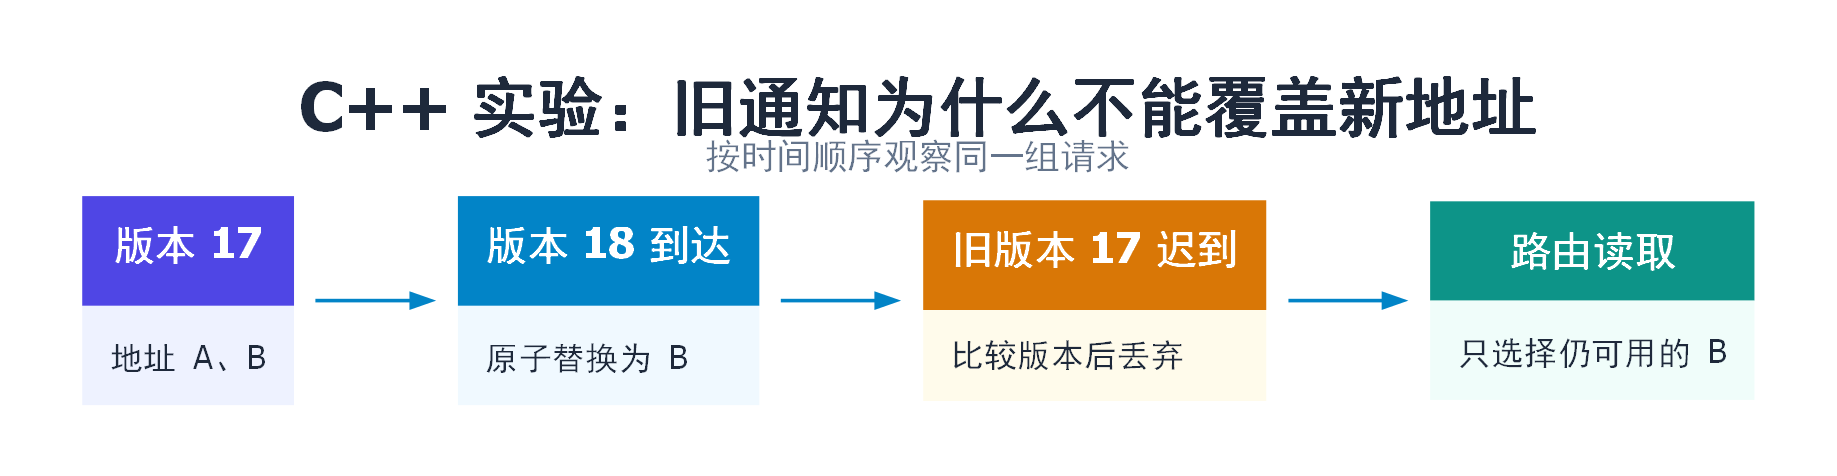 C++ 实验：旧通知为什么不能覆盖新地址
按时间顺序观察同一组请求
版本 17
地址 A、B
版本 18 到达
原子替换为 B
旧版本 17 迟到
比较版本后丢弃
路由读取
只选择仍可用的 B